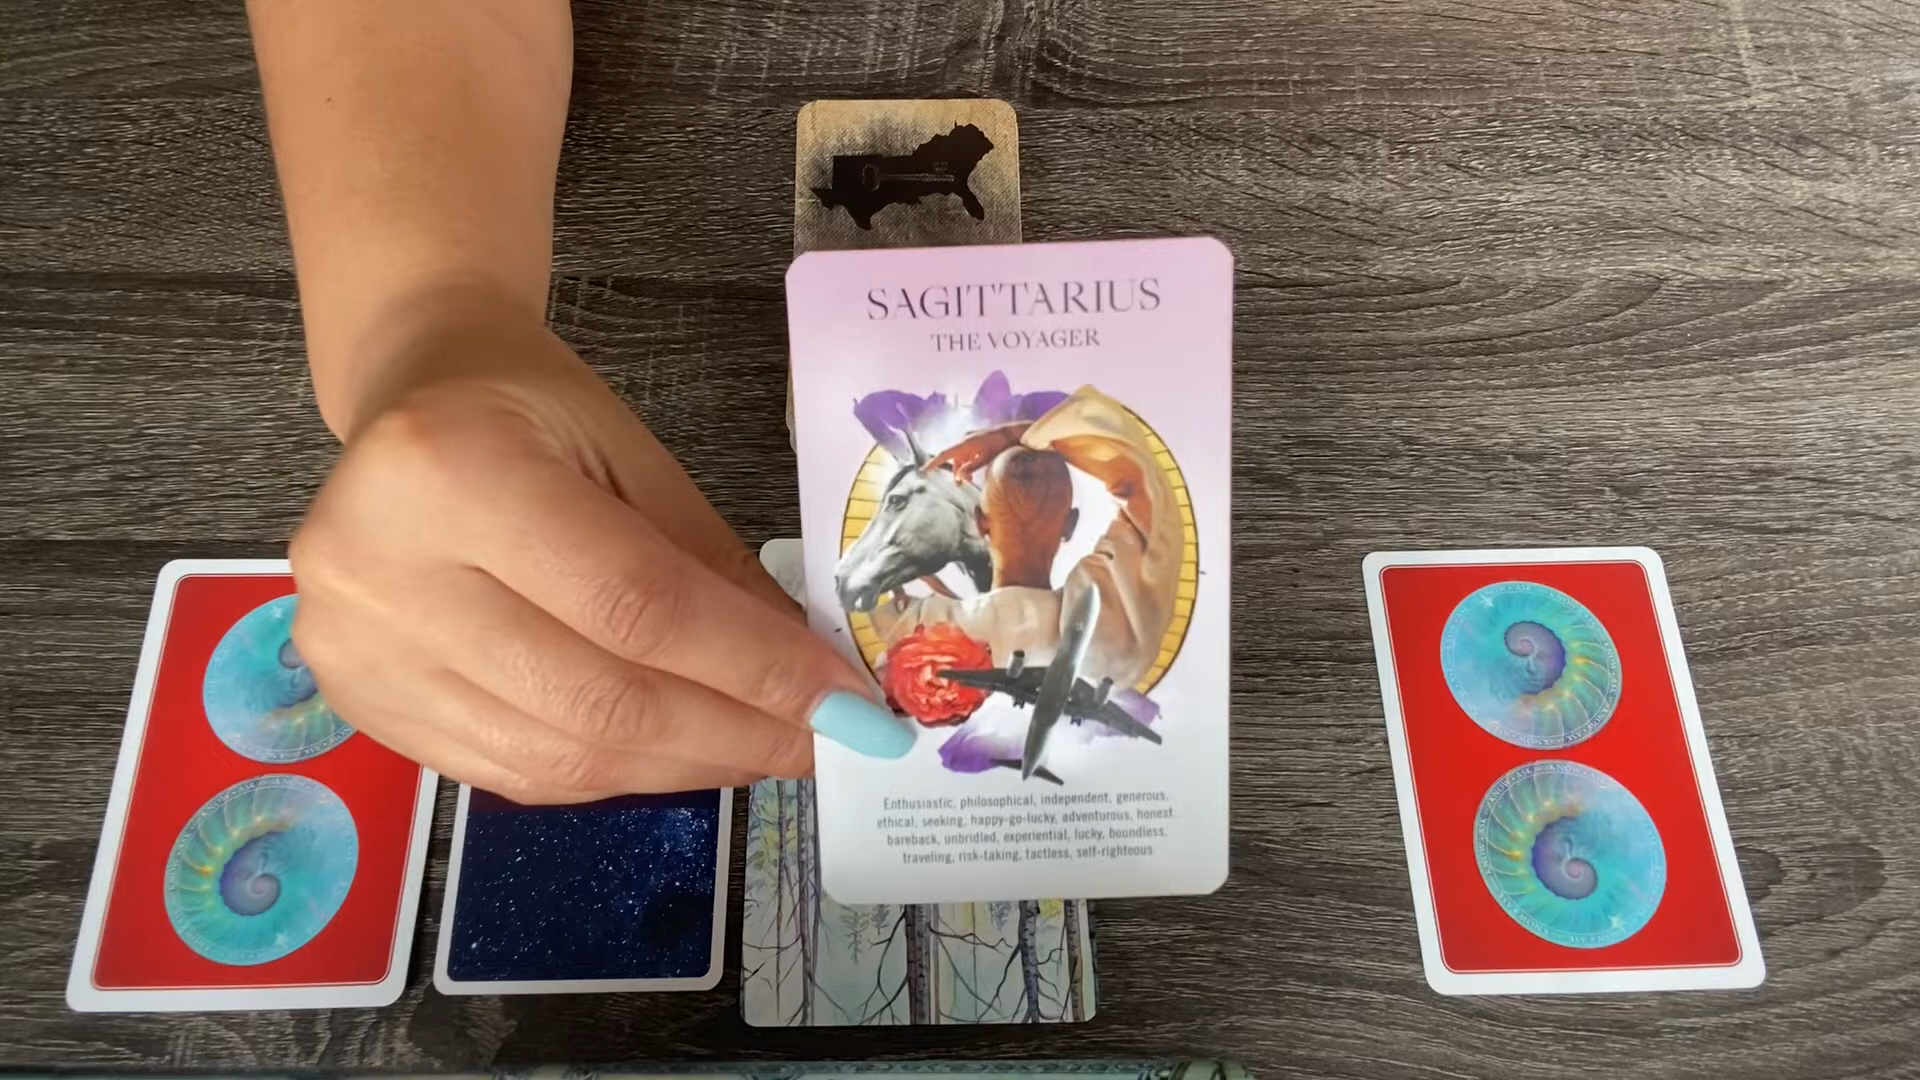 SAGITTARIUS
THE VOYAGER
Enthusiastic, philosophical, independent, generous,
ethical, seeking, happy-go-lucky, adventurous, honest.
bareback, unbridled, experiential, lucky, boundless,
traveling, risk-taking, tactless, self-righteous